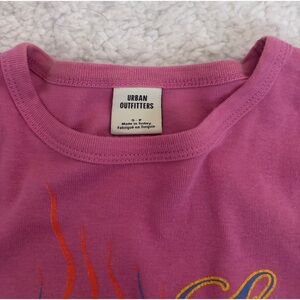 URBAN
OUTFITTERS
Made in Turkey
Fabriqué en Turquie